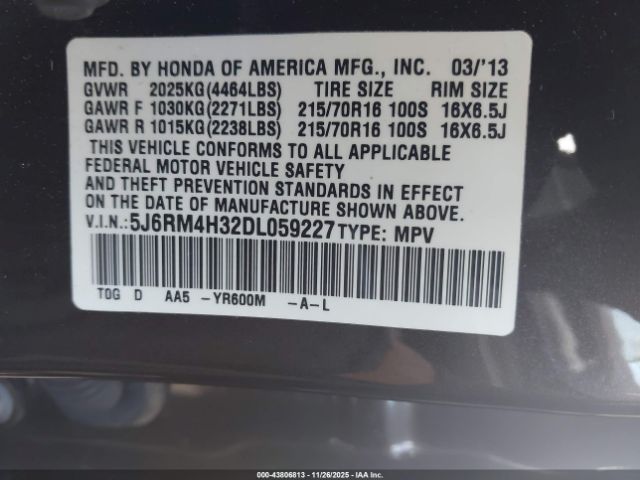 MFD. BY HONDA OF AMERICA MFG., INC. 03/'13
GVWR 2025KG(4464LBS) TIRE SIZE RIM SIZE
GAWR F 1030KG(2271LBS) 215/70R16 100S 16X6.5J
GAWR R 1015KG(2238LBS) 215/70R16 100S 16X6.5J
THIS VEHICLE CONFORMS TO ALL APPLICABLE
FEDERAL MOTOR VEHICLE SAFETY
AND THEFT PREVENTION STANDARDS IN EFFECT
ON THE DATE OF MANUFACTURE SHOWN ABOVE.
V.I.N.: 5J6RM4H32DL059227 TYPE: MPV
TOG D AA5 -YR600M -A-L
000-43806813 - 11/26/2025 - IAA Inc.